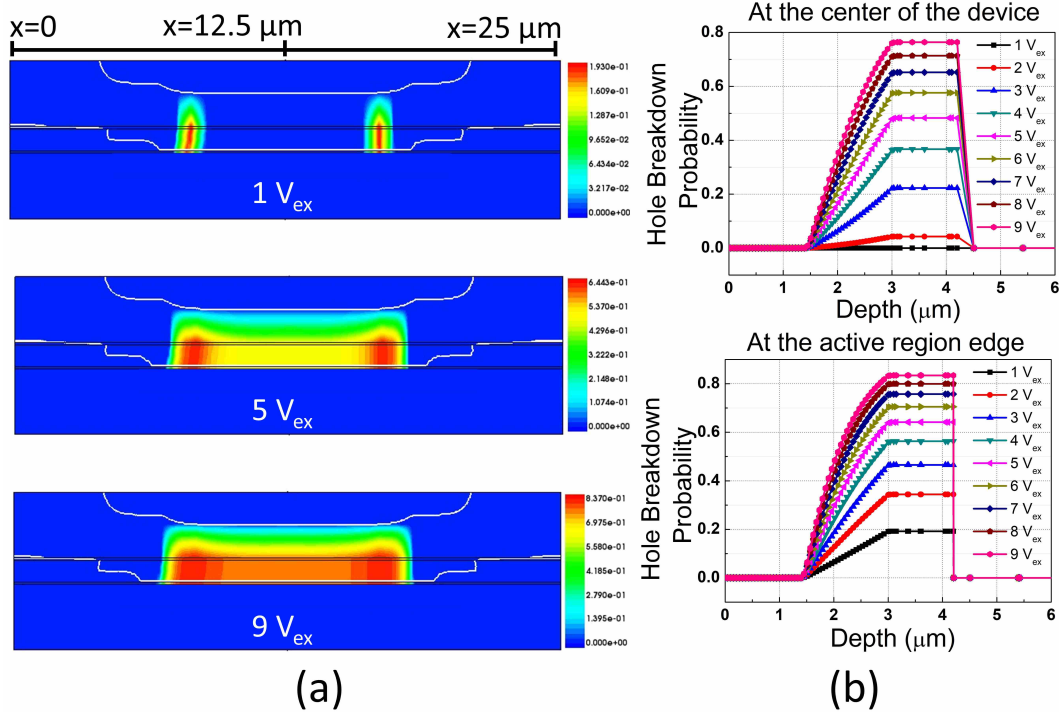 x=0
x=12.5 μm
x=25 μm
1.930e-01
1.609e-01
1.287e-01
9.652e-02
6.434e-02
3.217e-02
0.000e+00
1 Vex
6.443e-01
5.370e-01
4.296e-01
3.222e-01
2.148e-01
1.074e-01
0.000e+00
5 Vex
8.370e-01
6.975e-01
5.580e-01
4.185e-01
2.790e-01
1.395e-01
0.000e+00
9 Vex
(a)
At the center of the device
Hole Breakdown
Probability
0.8
0.6
0.4
0.2
0.0
1 Vex
2 Vex
3 Vex
4 Vex
5 Vex
6 Vex
7 Vex
8 Vex
9 Vex
0 1 2 3 4 5 6
Depth (μm)
At the active region edge
Hole Breakdown
Probability
0.8
0.6
0.4
0.2
0.0
1 Vex
2 Vex
3 Vex
4 Vex
5 Vex
6 Vex
7 Vex
8 Vex
9 Vex
0 1 2 3 4 5 6
Depth (μm)
(b)